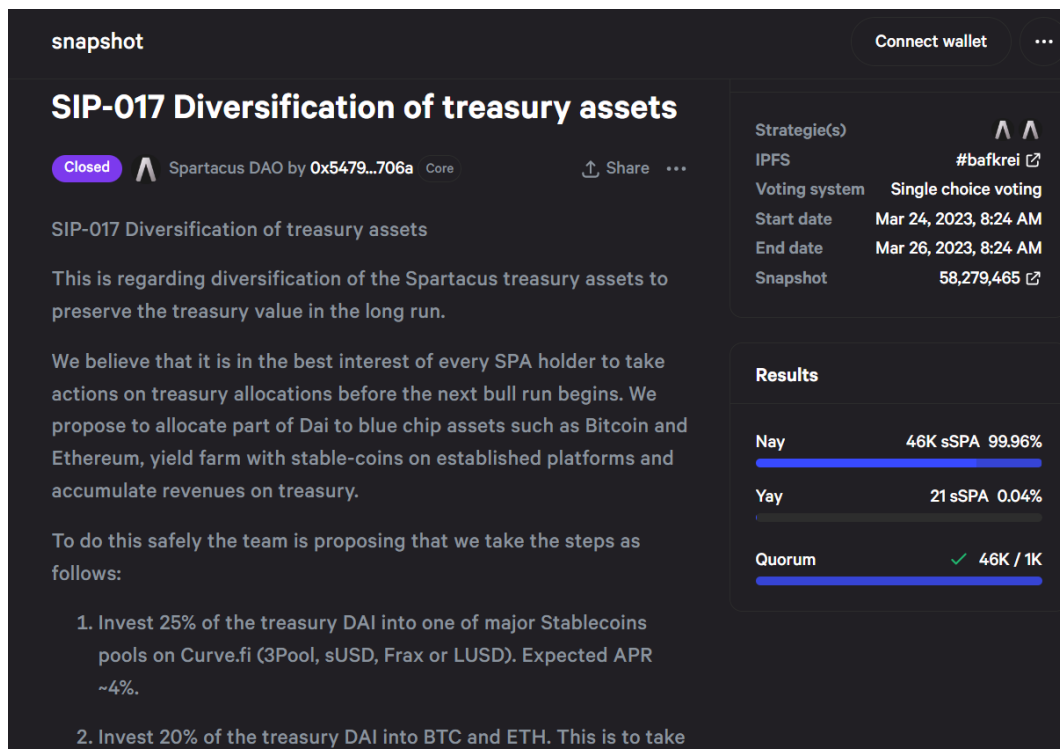 snapshot
Connect wallet
SIP-017 Diversification of treasury assets
Closed
Spartacus DAO by 0x5479...706a Core
Share
SIP-017 Diversification of treasury assets
This is regarding diversification of the Spartacus treasury assets to
preserve the treasury value in the long run.
We believe that it is in the best interest of every SPA holder to take
actions on treasury allocations before the next bull run begins. We
propose to allocate part of Dai to blue chip assets such as Bitcoin and
Ethereum, yield farm with stable-coins on established platforms and
accumulate revenues on treasury.
To do this safely the team is proposing that we take the steps as
follows:
1. Invest 25% of the treasury DAI into one of major Stablecoins
pools on Curve.fi (3Pool, sUSD, Frax or LUSD). Expected APR
~4%.
2. Invest 20% of the treasury DAI into BTC and ETH. This is to take
Strategie(s)
IPFS #bafkrei
Voting system Single choice voting
Start date Mar 24, 2023, 8:24 AM
End date Mar 26, 2023, 8:24 AM
Snapshot 58,279,465
Results
Nay 46K sSPA 99.96%
Yay 21 sSPA 0.04%
Quorum 46K / 1K